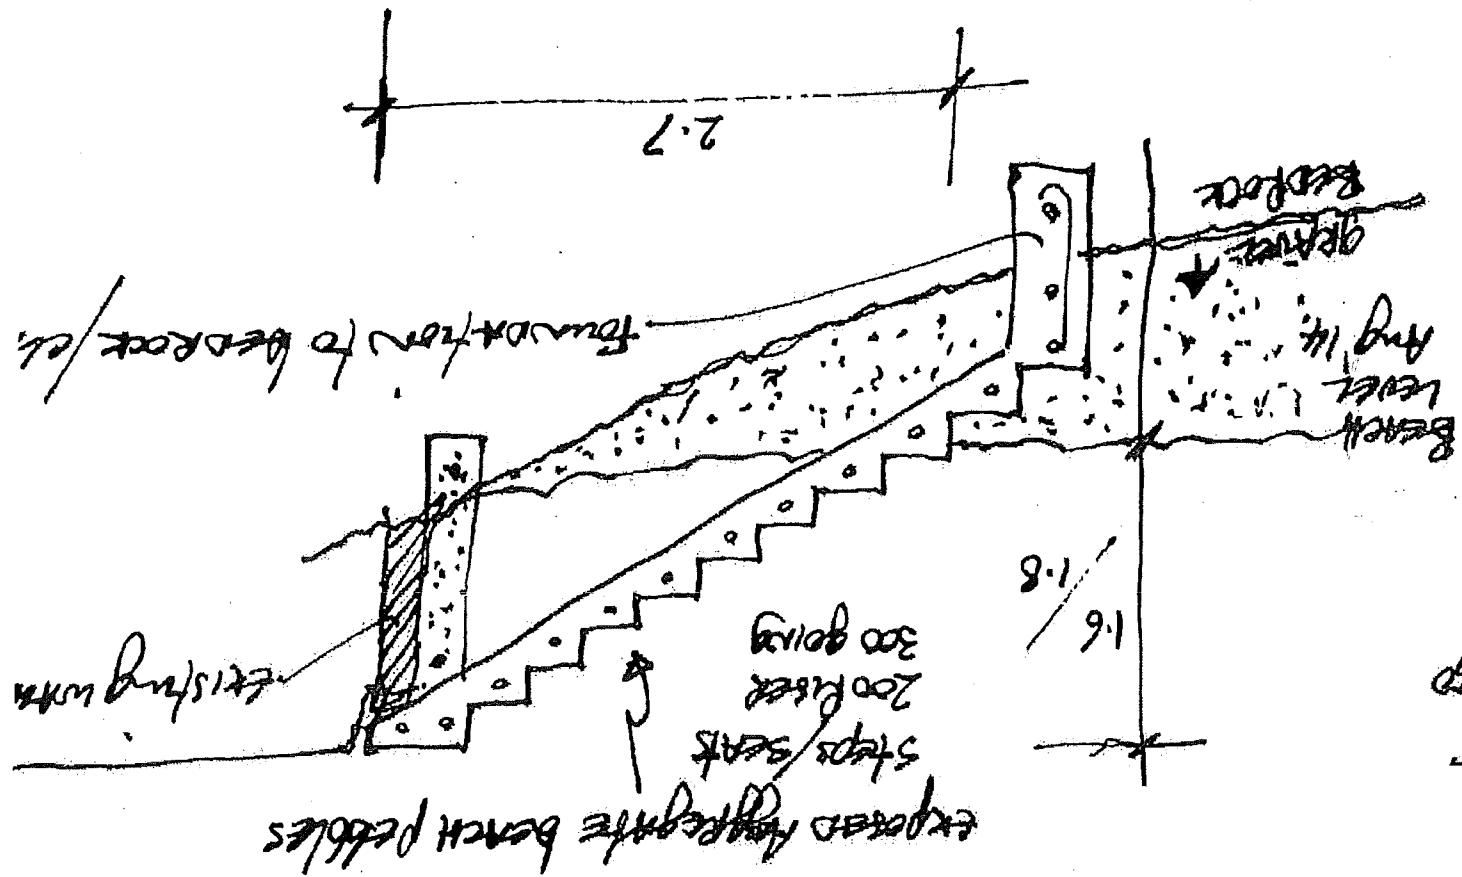 exposed Aggregate beach pebbles
steps/seats
200 Riser
300 going
1.6
1.8
existing wall
Beach
Level
Aug 14.
foundation to bedrock/
gravel
Bedrock
2.7